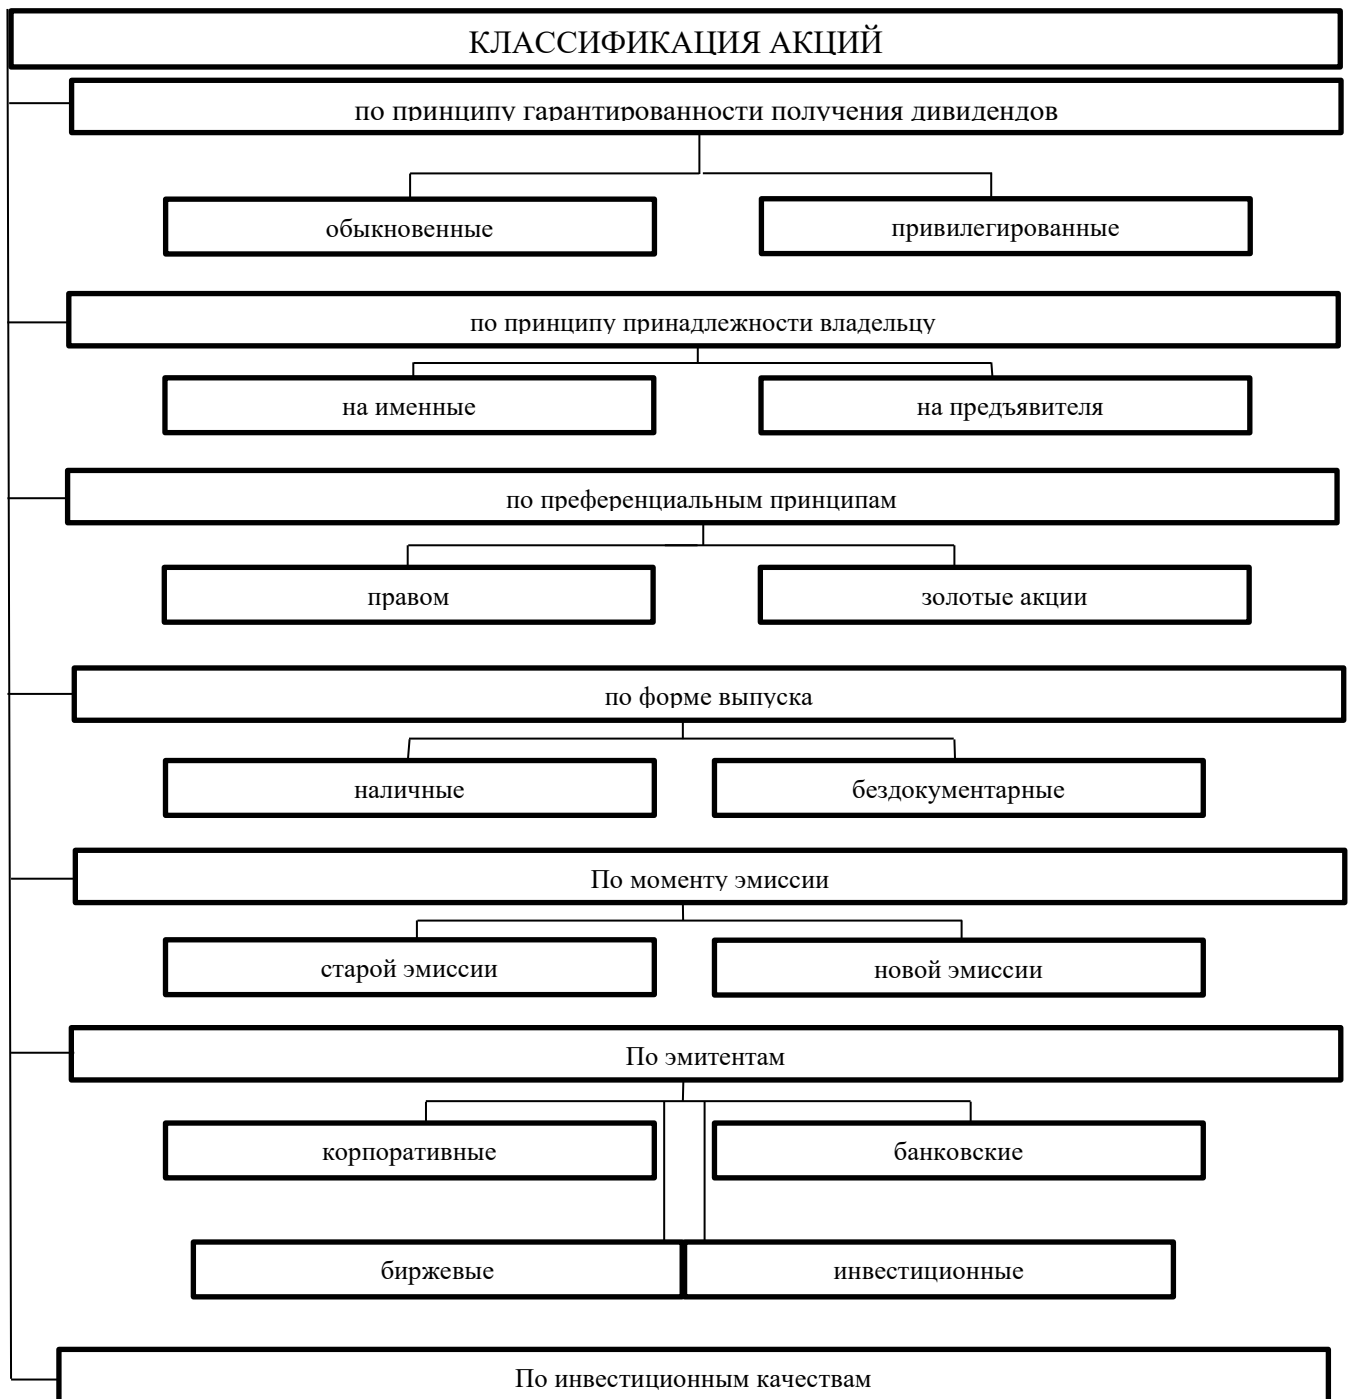 КЛАССИФИКАЦИЯ АКЦИЙ
по принципу гарантированности получения дивидендов
обыкновенные
привилегированные
по принципу принадлежности владельцу
на именные
на предъявителя
по преференциальным принципам
правом
золотые акции
по форме выпуска
наличные
бездокументарные
По моменту эмиссии
старой эмиссии
новой эмиссии
По эмитентам
корпоративные
банковские
биржевые
инвестиционные
По инвестиционным качествам